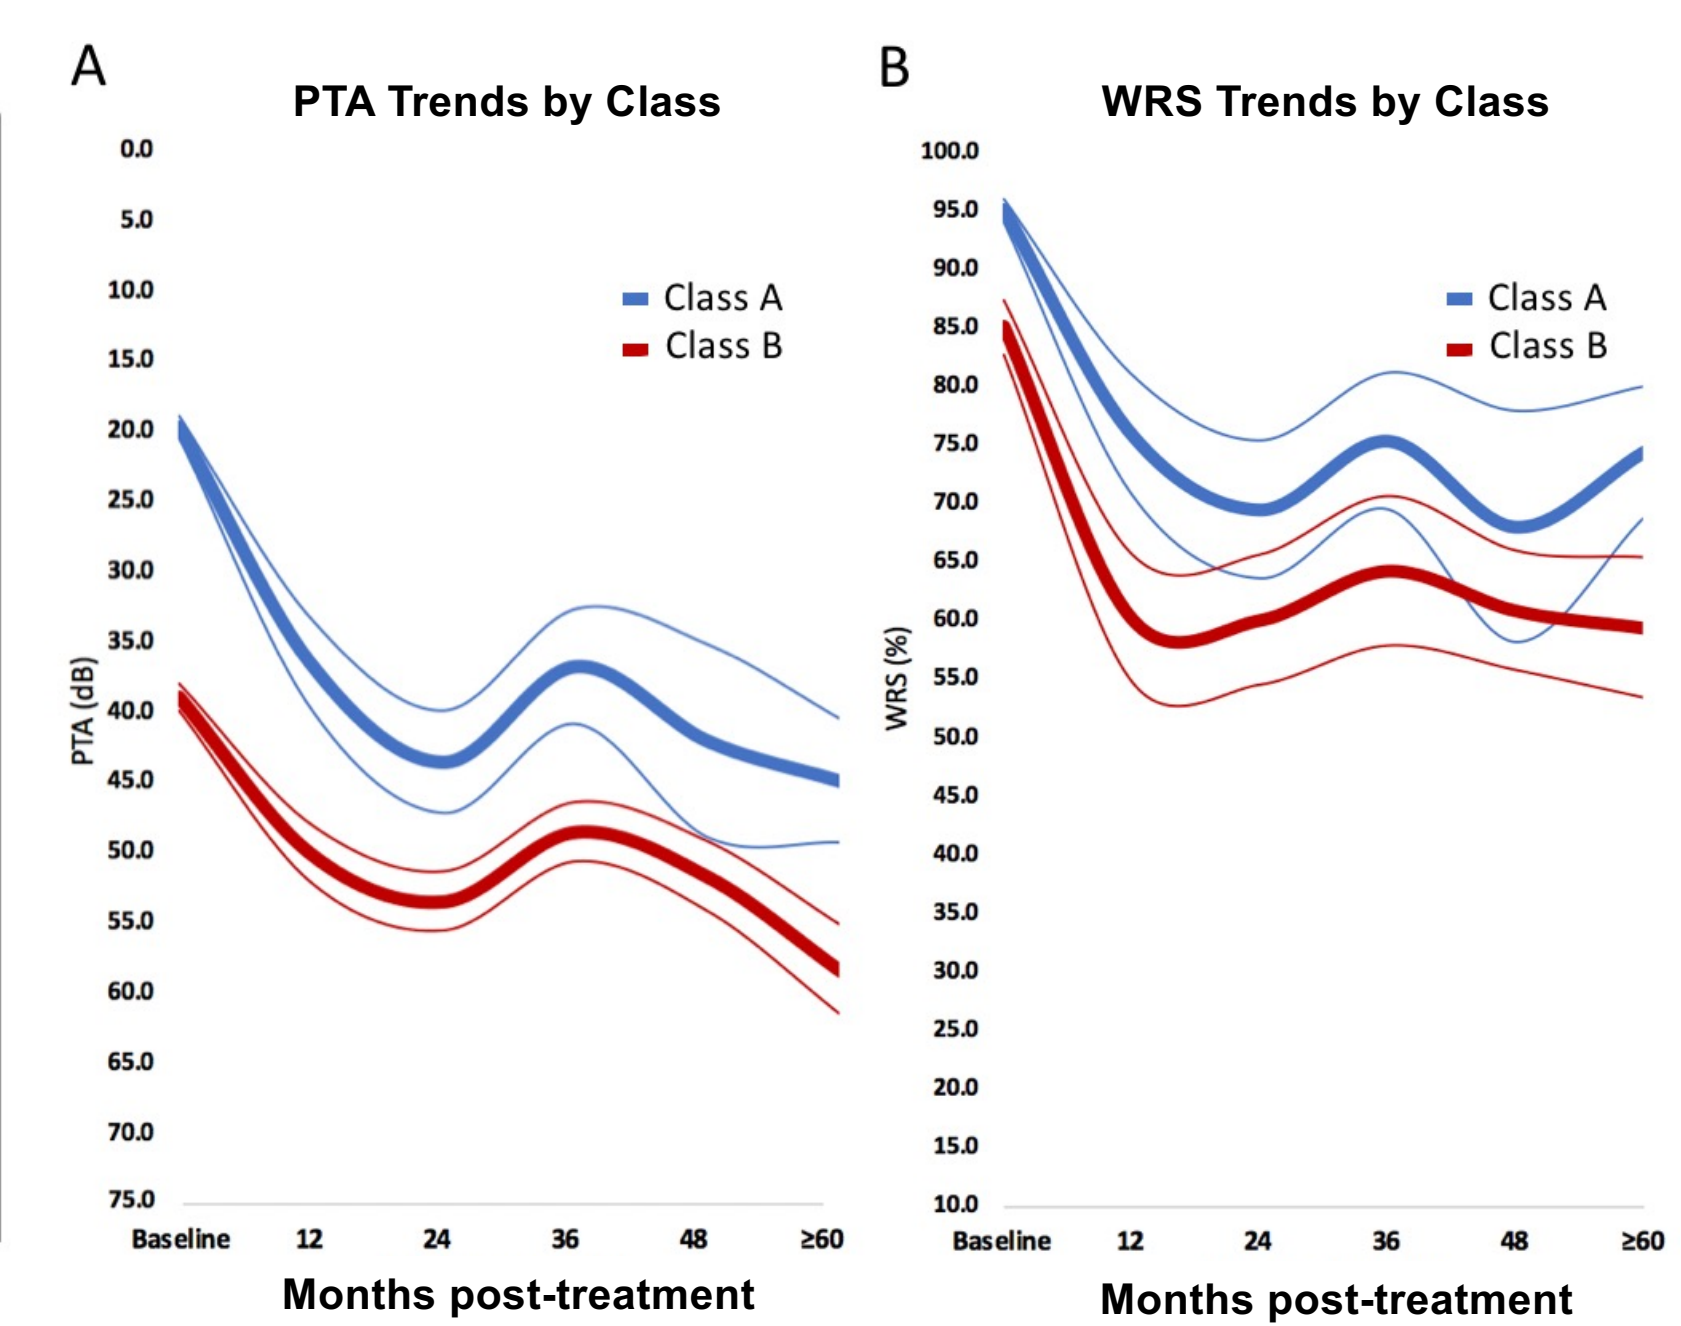 A
PTA Trends by Class
0.0
5.0
10.0
15.0
20.0
25.0
30.0
35.0
40.0
45.0
50.0
55.0
60.0
65.0
70.0
75.0
PTA (dB)
Class A
Class B
Baseline 12 24 36 48 ≥60
Months post-treatment
B
WRS Trends by Class
100.0
95.0
90.0
85.0
80.0
75.0
70.0
65.0
60.0
55.0
50.0
45.0
40.0
35.0
30.0
25.0
20.0
15.0
10.0
WRS (%)
Class A
Class B
Baseline 12 24 36 48 ≥60
Months post-treatment